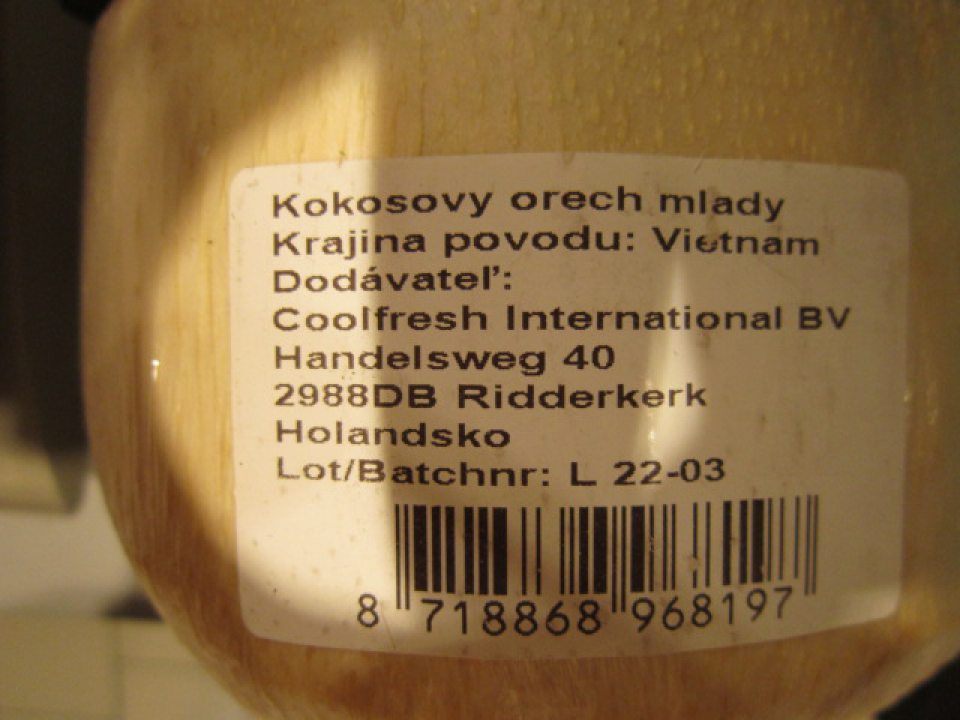 Kokosovy orech mlady
Krajina povodu: Vietnam
Dodávateľ:
Coolfresh International BV
Handelsweg 40
2988DB Ridderkerk
Holandsko
Lot/Batchnr: L 22-03
8 718868 968197